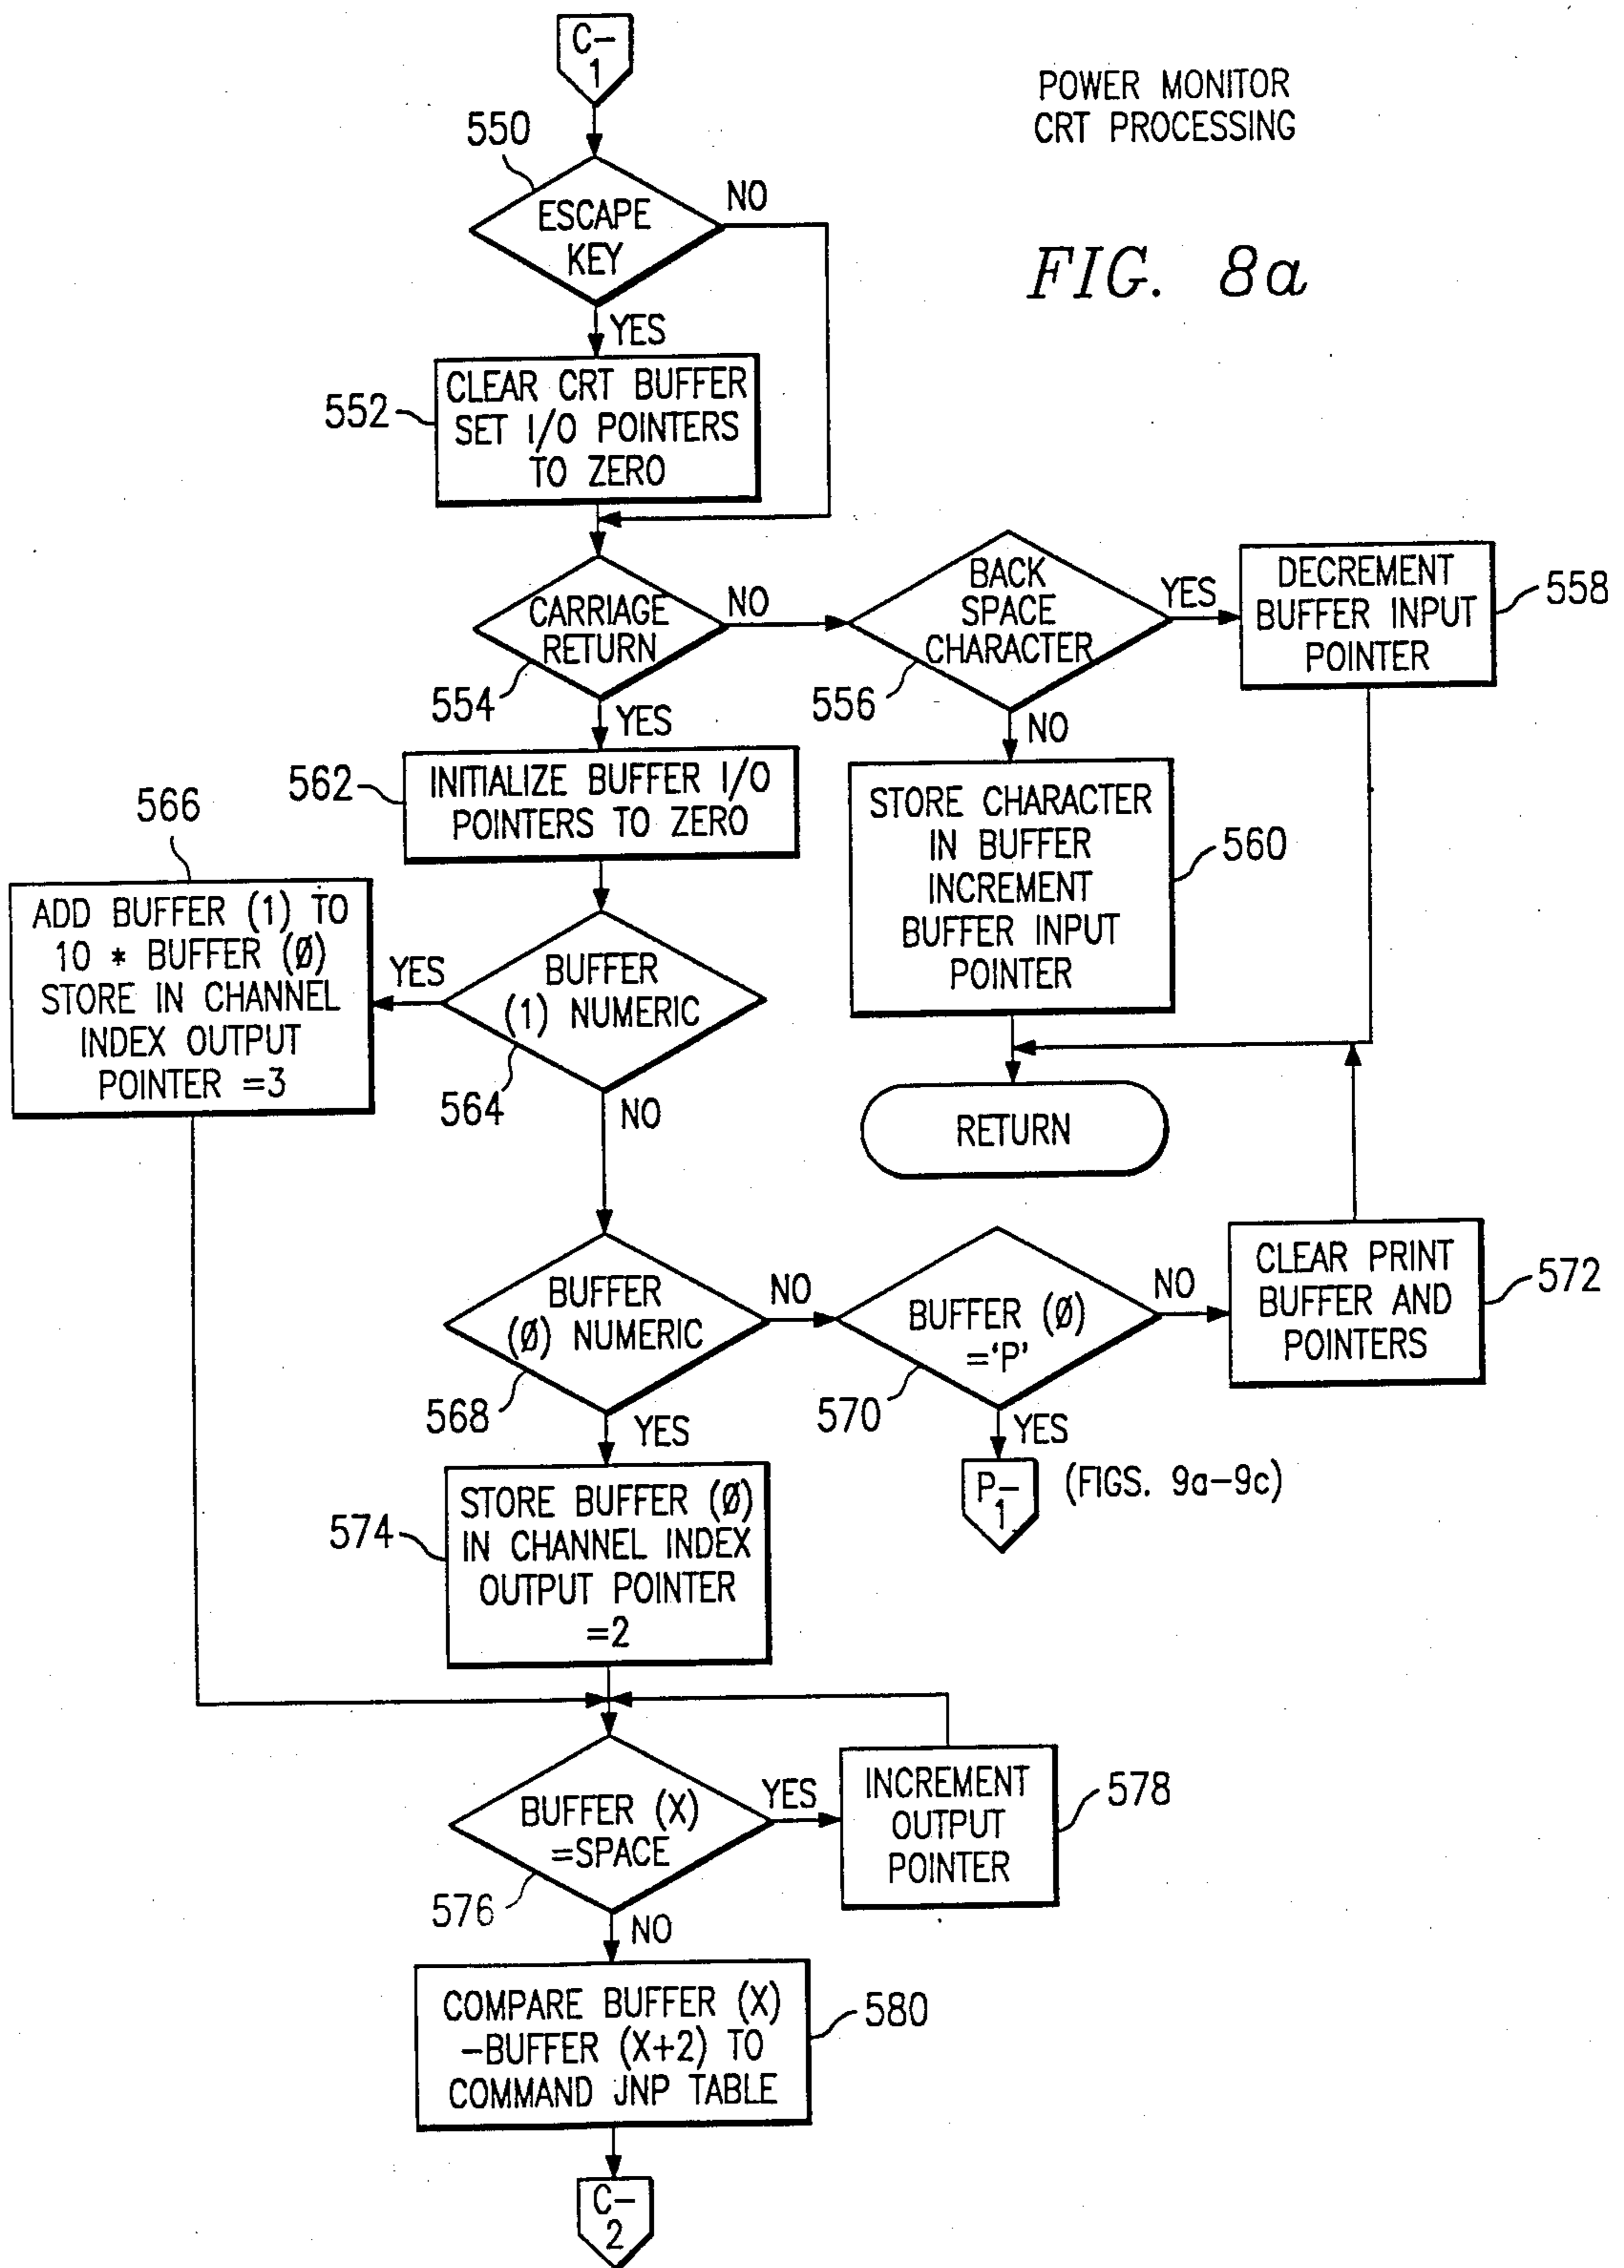 C-
1
POWER MONITOR
CRT PROCESSING
FIG. 8a
550
ESCAPE
KEY
NO
YES
552
CLEAR CRT BUFFER
SET I/O POINTERS
TO ZERO
CARRIAGE
RETURN
554
NO
YES
BACK
SPACE
CHARACTER
556
YES
NO
DECREMENT
BUFFER INPUT
POINTER
558
562
INITIALIZE BUFFER I/O
POINTERS TO ZERO
STORE CHARACTER
IN BUFFER
INCREMENT
BUFFER INPUT
POINTER
560
566
ADD BUFFER (1) TO
10 * BUFFER (Ø)
STORE IN CHANNEL
INDEX OUTPUT
POINTER =3
YES
BUFFER
(1) NUMERIC
564
NO
RETURN
BUFFER
(Ø) NUMERIC
568
NO
YES
BUFFER (Ø)
=‘P’
570
NO
YES
CLEAR PRINT
BUFFER AND
POINTERS
572
P-
1
(FIGS. 9a-9c)
574
STORE BUFFER (Ø)
IN CHANNEL INDEX
OUTPUT POINTER
=2
BUFFER (X)
=SPACE
576
YES
NO
INCREMENT
OUTPUT
POINTER
578
COMPARE BUFFER (X)
-BUFFER (X+2) TO
COMMAND JNP TABLE
580
C-
2